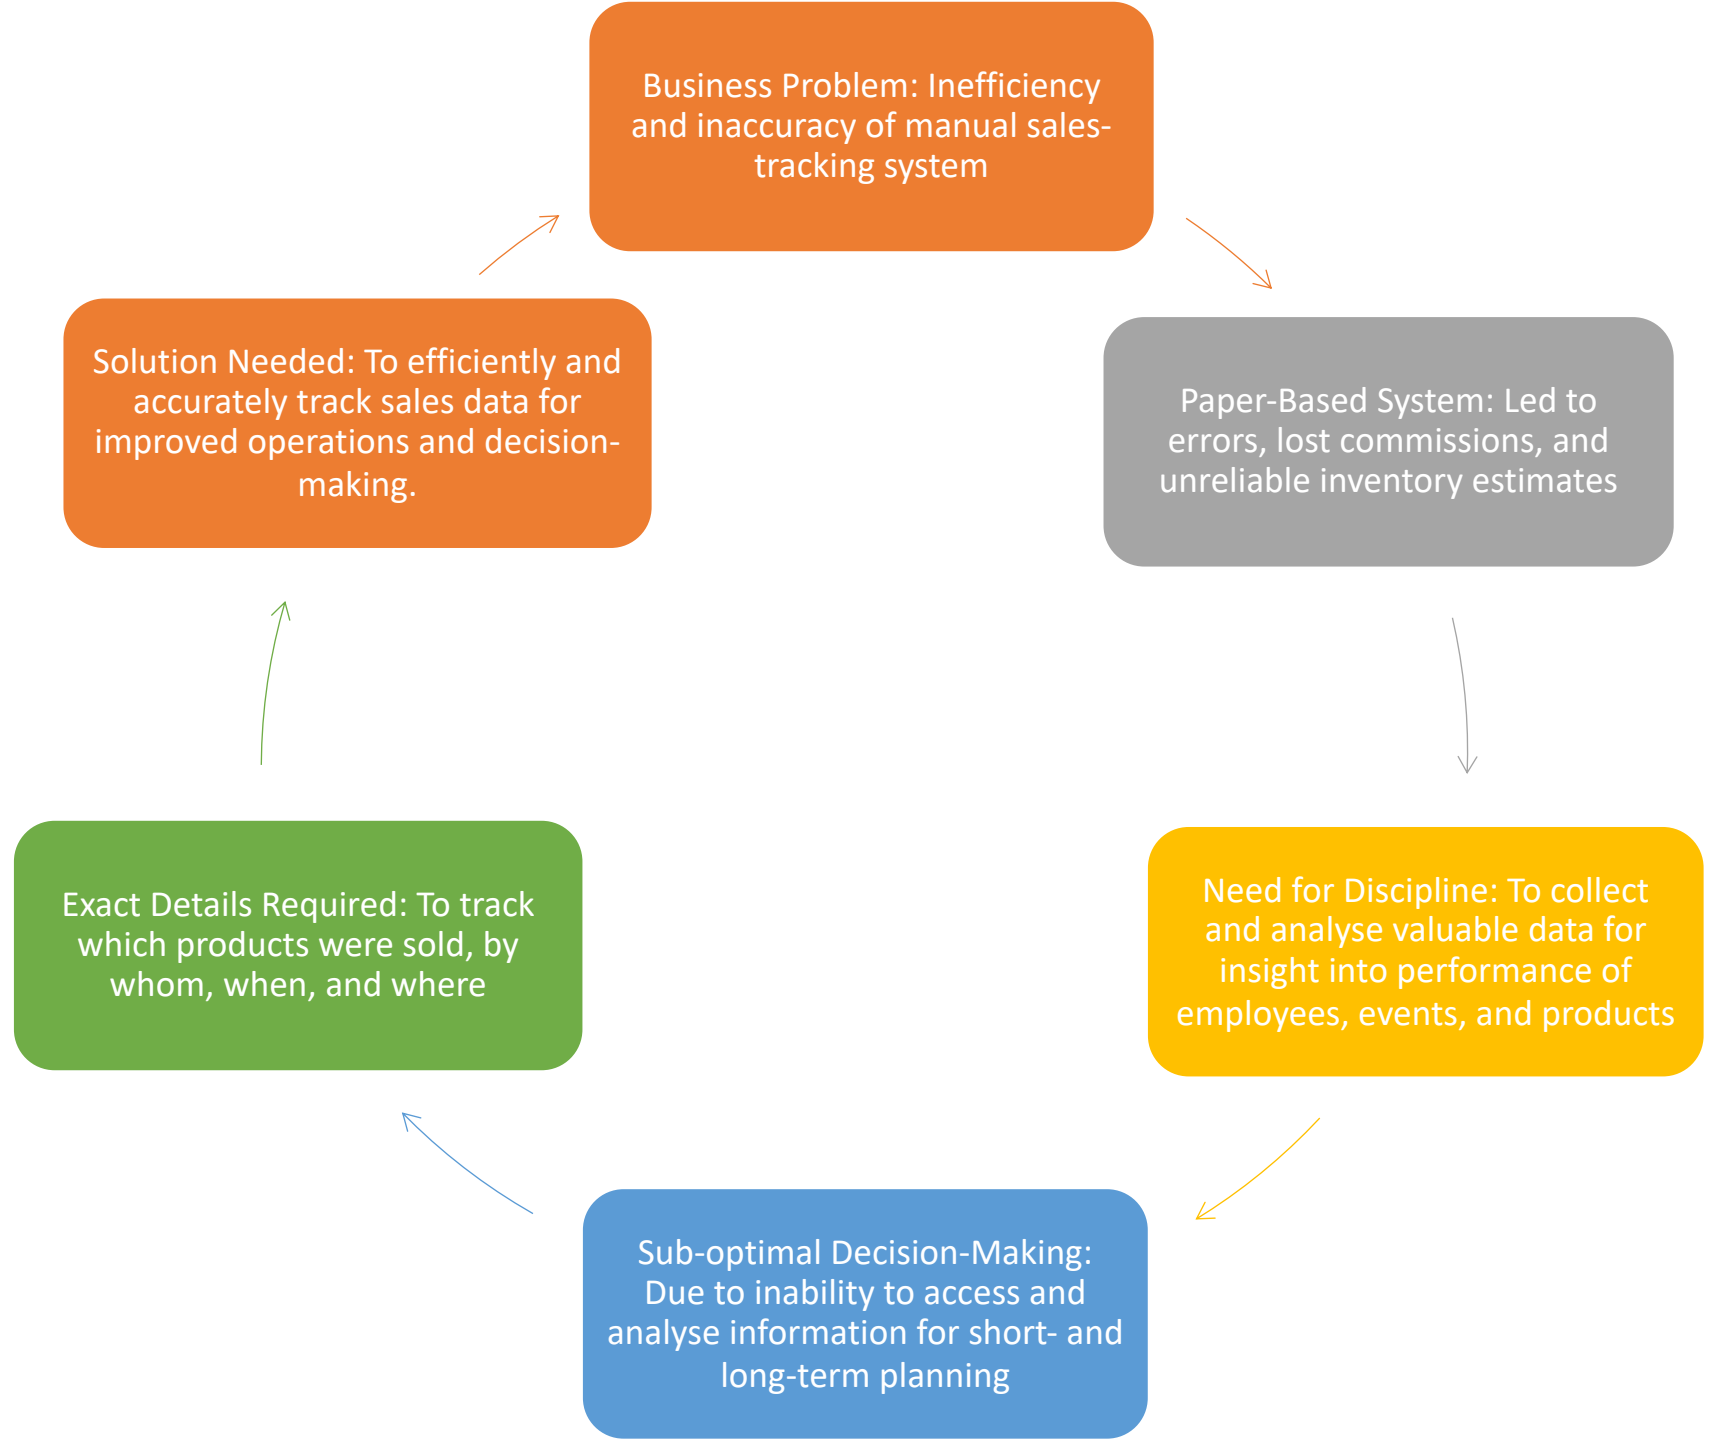 Business Problem: Inefficiency
and inaccuracy of manual sales-
tracking system
Paper-Based System: Led to
errors, lost commissions, and
unreliable inventory estimates
Need for Discipline: To collect
and analyse valuable data for
insight into performance of
employees, events, and products
Sub-optimal Decision-Making:
Due to inability to access and
analyse information for short- and
long-term planning
Exact Details Required: To track
which products were sold, by
whom, when, and where
Solution Needed: To efficiently and
accurately track sales data for
improved operations and decision-
making.